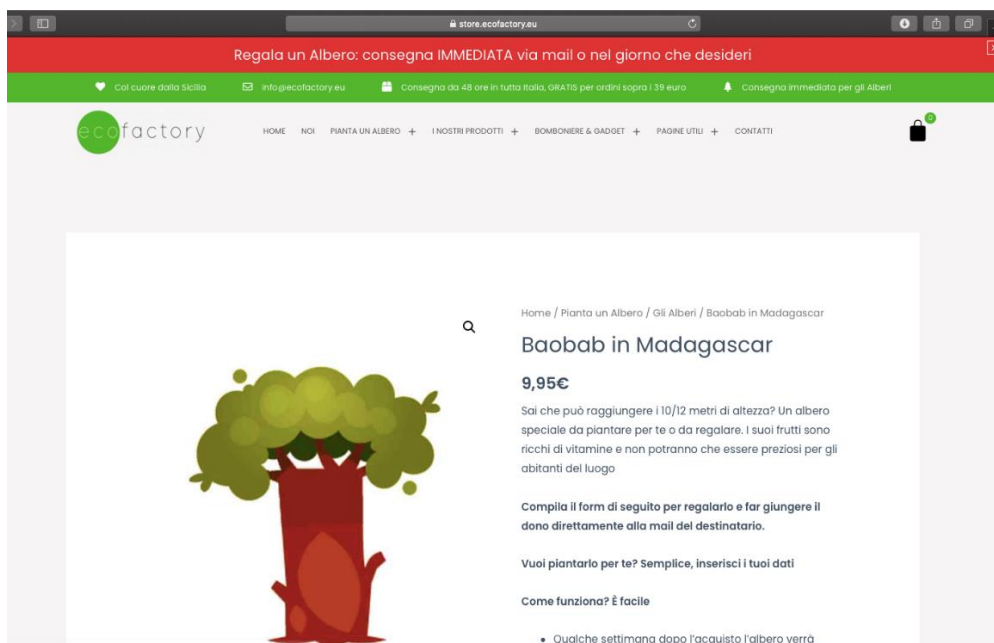 store.ecofactory.eu
Regala un Albero: consegna IMMEDIATA via mail o nel giorno che desideri
Col cuore dalla Sicilia
info@ecofactory.eu
Consegna da 48 ore in tutta Italia, GRATIS per ordini sopra i 39 euro
Consegna immediata per gli Alberi
ecofactory
HOME NOI PIANTA UN ALBERO + I NOSTRI PRODOTTI + BOMBONIERE & GADGET + PAGINE UTILI + CONTATTI
0
Home / Pianta un Albero / Gli Alberi / Baobab in Madagascar
Baobab in Madagascar
9,95€
Sai che può raggiungere i 10/12 metri di altezza? Un albero
speciale da piantare per te o da regalare. I suoi frutti sono
ricchi di vitamine e non potranno che essere preziosi per gli
abitanti del luogo
Compila il form di seguito per regalarlo e far giungere il
dono direttamente alla mail del destinatario.
Vuoi piantarlo per te? Semplice, inserisci i tuoi dati
Come funziona? È facile
• Qualche settimana dopo l'acquisto l'albero verrà